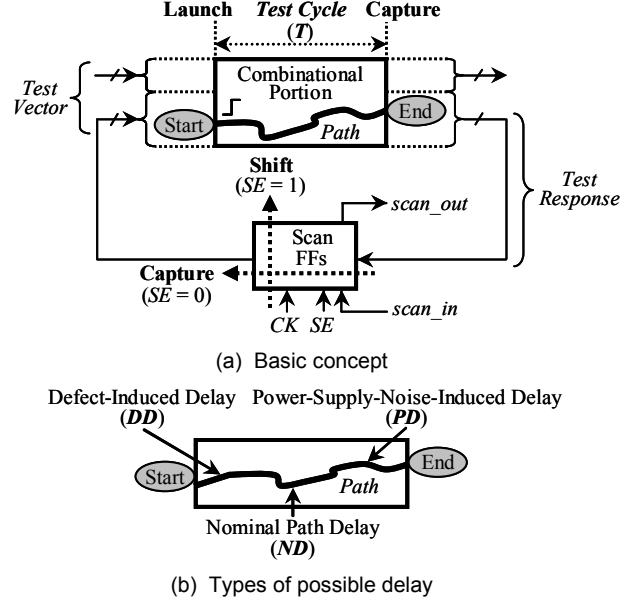 Launch Test Cycle Capture
(T)
Test
Vector
Combinational
Portion
Start
End
Path
Shift
(SE = 1)
Test
Response
scan_out
Scan
FFs
Capture
(SE = 0)
scan_in
CK SE
(a) Basic concept
Defect-Induced Delay Power-Supply-Noise-Induced Delay
(DD) (PD)
Start
End
Path
Nominal Path Delay
(ND)
(b) Types of possible delay